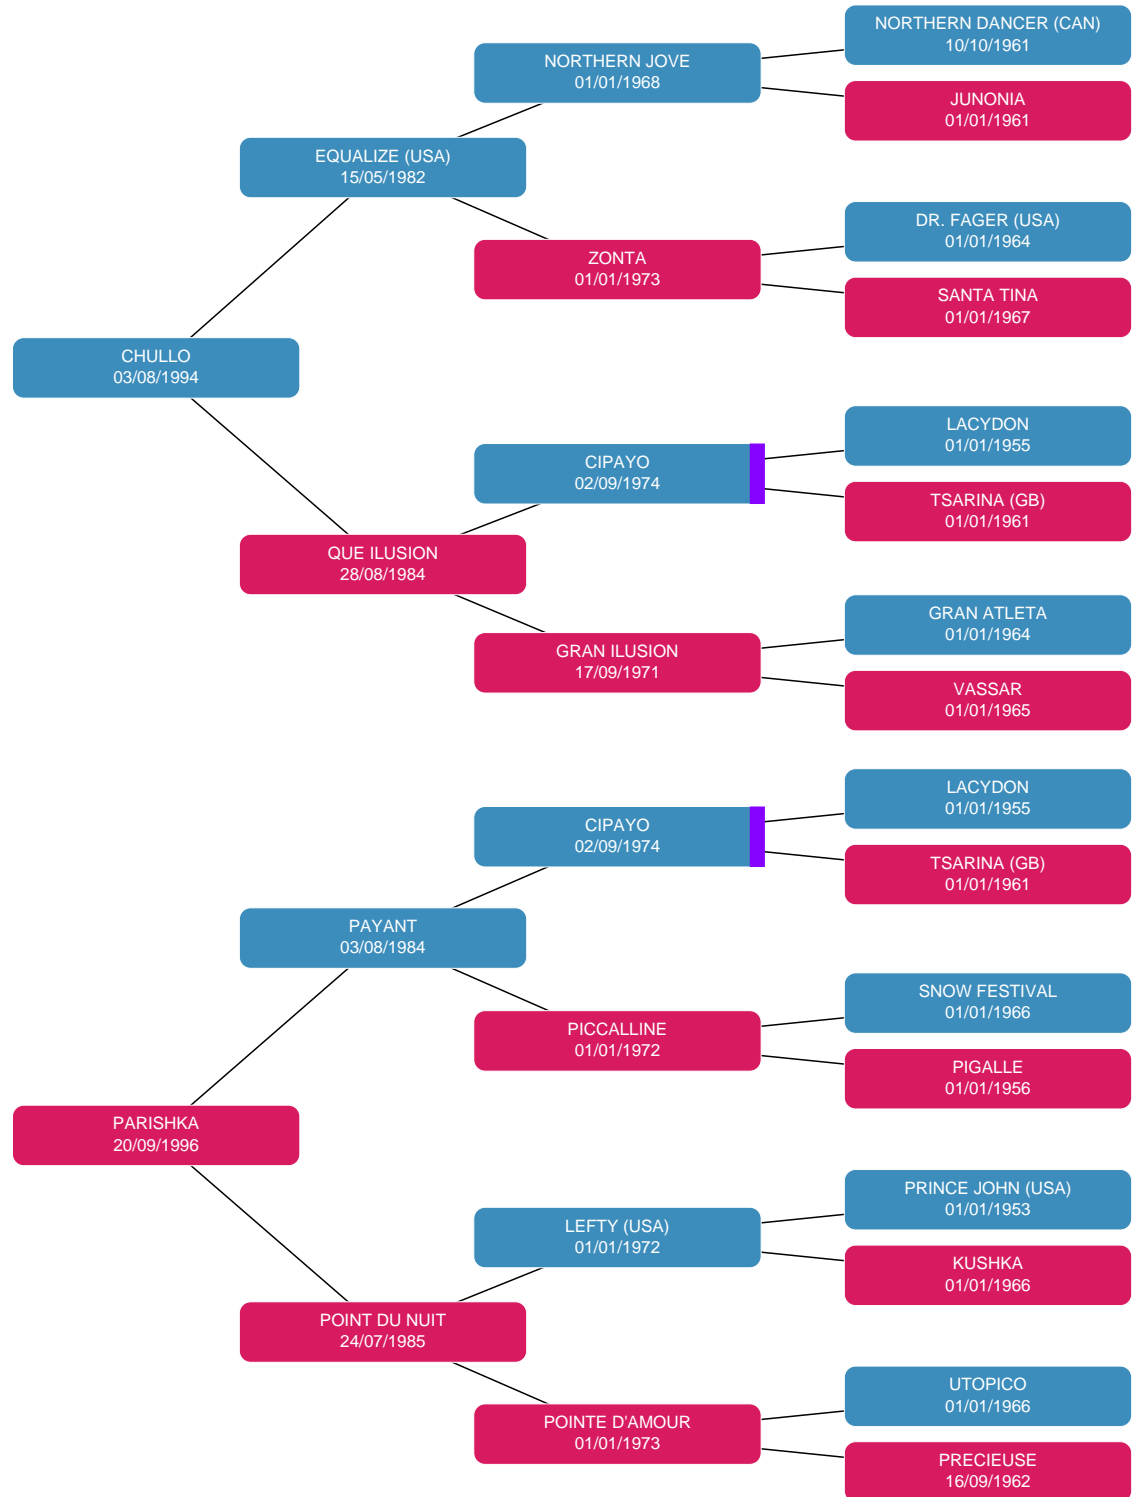 NORTHERN DANCER (CAN)
10/10/1961
NORTHERN JOVE
01/01/1968
JUNONIA
01/01/1961
EQUALIZE (USA)
15/05/1982
DR. FAGER (USA)
01/01/1964
ZONTA
01/01/1973
SANTA TINA
01/01/1967
CHULLO
03/08/1994
LACYDON
01/01/1955
CIPAYO
02/09/1974
TSARINA (GB)
01/01/1961
QUE ILUSION
28/08/1984
GRAN ATLETA
01/01/1964
GRAN ILUSION
17/09/1971
VASSAR
01/01/1965
LACYDON
01/01/1955
CIPAYO
02/09/1974
TSARINA (GB)
01/01/1961
PAYANT
03/08/1984
SNOW FESTIVAL
01/01/1966
PICCALLINE
01/01/1972
PIGALLE
01/01/1956
PARISHKA
20/09/1996
PRINCE JOHN (USA)
01/01/1953
LEFTY (USA)
01/01/1972
KUSHKA
01/01/1966
POINT DU NUIT
24/07/1985
UTOPICO
01/01/1966
POINTE D'AMOUR
01/01/1973
PRECIEUSE
16/09/1962